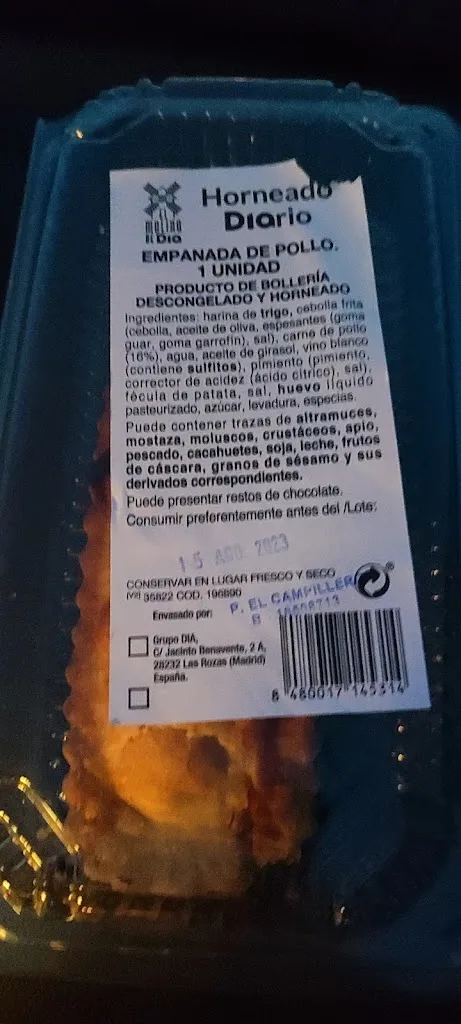 EL
molino
DE DIA
Horneado
DIArio
EMPANADA DE POLLO.
1 UNIDAD
PRODUCTO DE BOLLERÍA
DESCONGELADO Y HORNEADO
Ingredientes: harina de trigo, cebolla frita
(cebolla, aceite de oliva, espesantes (goma
guar, goma garrofín), sal), carne de pollo
(16%), agua, aceite de girasol, vino blanco
(contiene sulfitos), pimiento (pimiento,
corrector de acidez (ácido cítrico), sal),
fécula de patata, sal, huevo líquido
pasteurizado, azúcar, levadura, especias.
Puede contener trazas de altramuces,
mostaza, moluscos, crustáceos, apio,
pescado, cacahuetes, soja, leche, frutos
de cáscara, granos de sésamo y sus
derivados correspondientes.
Puede presentar restos de chocolate.
Consumir preferentemente antes del /Lote:
15 AGO 2023
CONSERVAR EN LUGAR FRESCO Y SECO
35822 COD. 196890
Envasado por:
P. EL CAMPILLER
B
Grupo DIA,
C/ Jacinto Benavente, 2 A,
28232 Las Rozas (Madrid)
España.
8 480017 145314